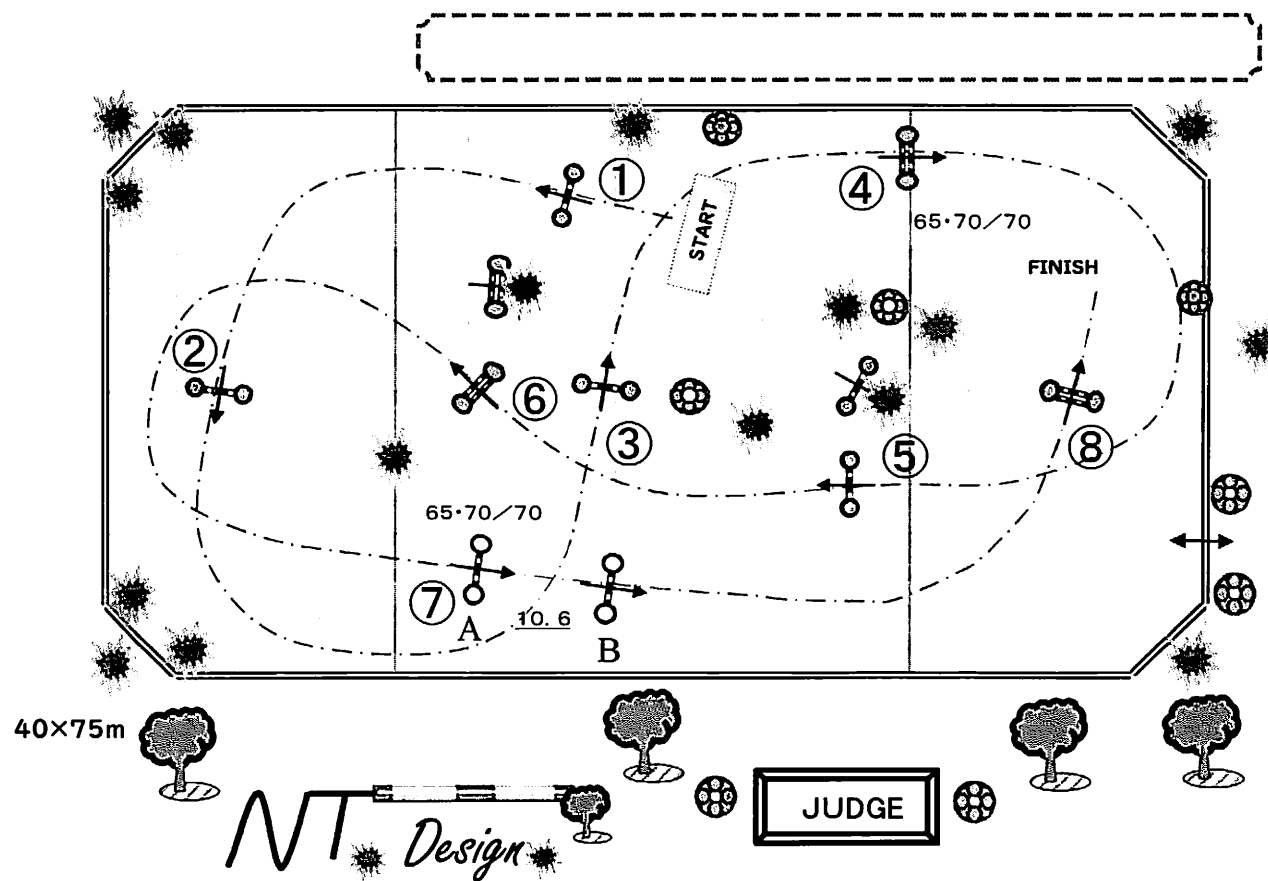 ①
START
④
65・70/70
FINISH
②
⑥
③
⑤
⑧
65・70/70
⑦
A
10.6
B
40×75m
JUDGE
NT
Design